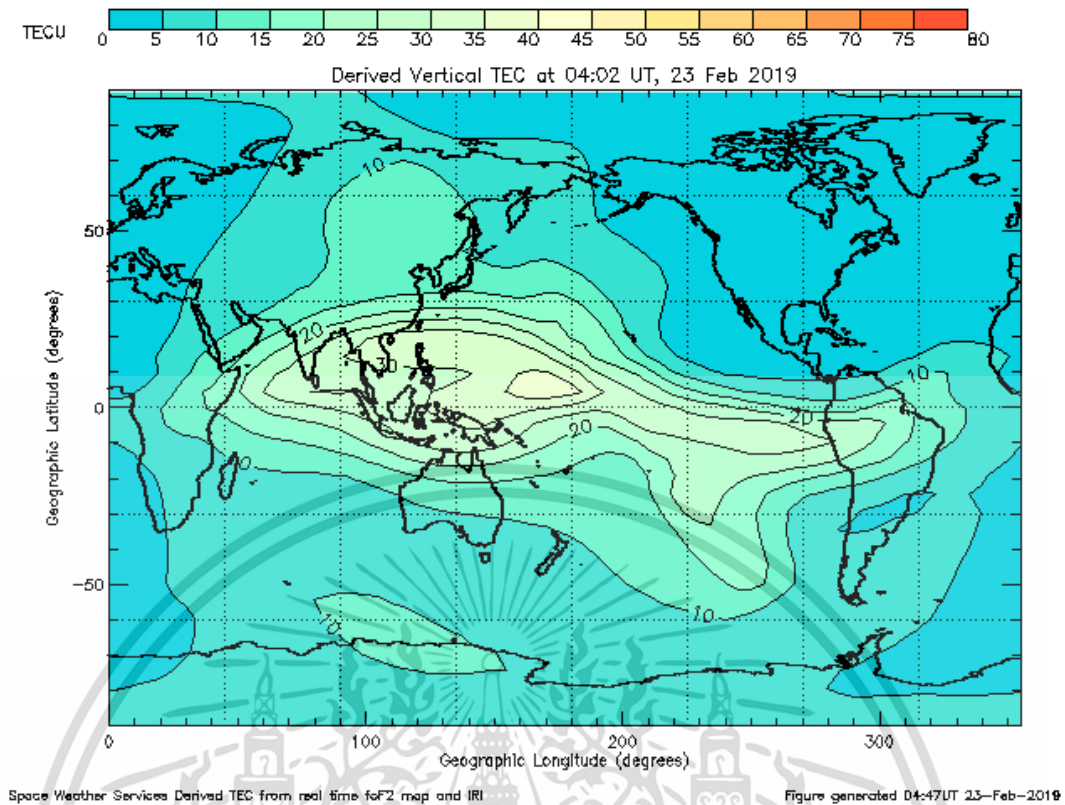 TECU 0 5 10 15 20 25 30 35 40 45 50 55 60 65 70 75 80
Derived Vertical TEC at 04:02 UT, 23 Feb 2019
Geographic Latitude (degrees)
50
0
−50
10
20
30
10
20
20
10
10
10
0 100 200 300
Geographic Longitude (degrees)
Space Weather Services Derived TEC from real time foF2 map and IRI
Figure generated 04:47UT 23−Feb−2019